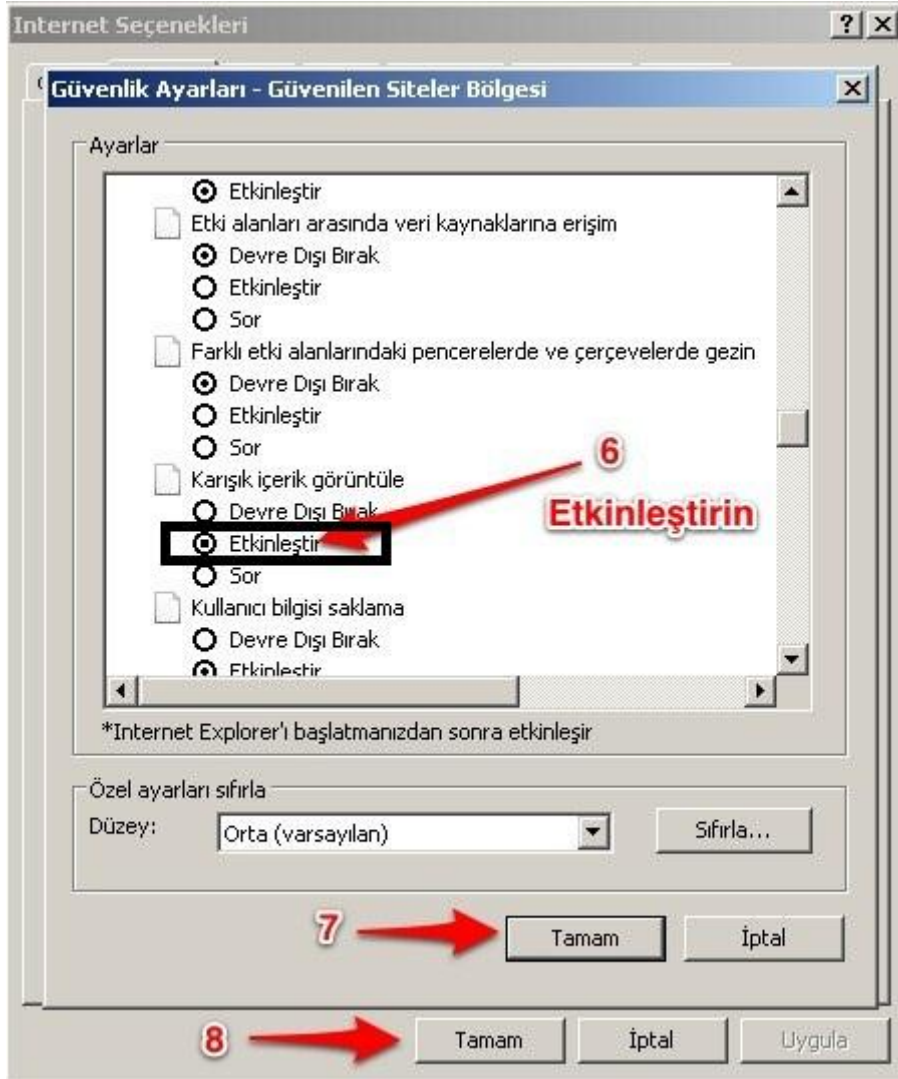 Internet Seçenekleri
Güvenlik Ayarları - Güvenilen Siteler Bölgesi
Ayarlar
Etkinleştir
Etki alanları arasında veri kaynaklarına erişim
Devre Dışı Bırak
Etkinleştir
Sor
Farklı etki alanlarındaki pencerelerde ve çerçevelerde gezin
Devre Dışı Bırak
Etkinleştir
Sor
6
Karışık içerik görüntüle
Etkinleştirin
Devre Dışı Bırak
Etkinleştir
Sor
Kullanıcı bilgisi saklama
Devre Dışı Bırak
Etkinleştir
*Internet Explorer'ı başlatmanızdan sonra etkinleşir
Özel ayarları sıfırla
Düzey:
Orta (varsayılan)
Sıfırla...
7
Tamam
İptal
8
Tamam
İptal
Uygula